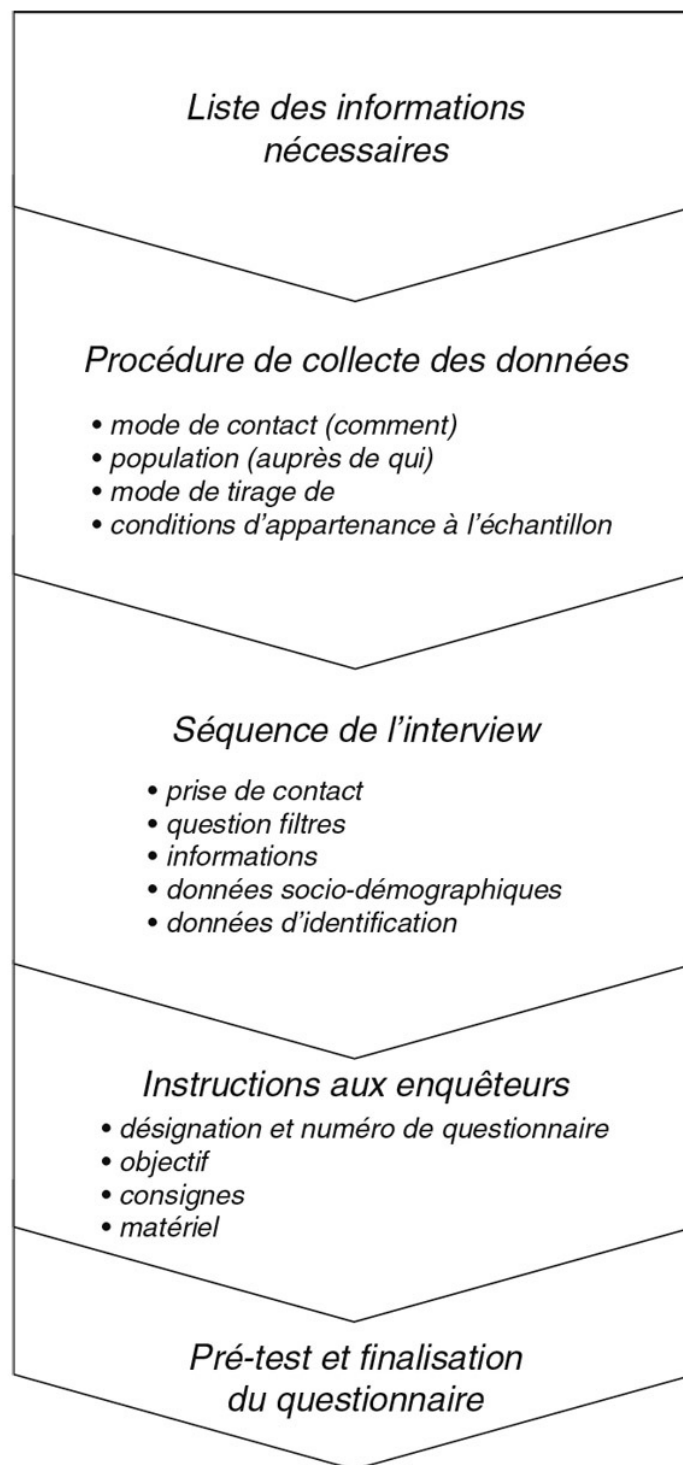 Liste des informations
nécessaires
Procédure de collecte des données
• mode de contact (comment)
• population (auprès de qui)
• mode de tirage de
• conditions d’appartenance à l’échantillon
Séquence de l’interview
• prise de contact
• question filtres
• informations
• données socio-démographiques
• données d’identification
Instructions aux enquêteurs
• désignation et numéro de questionnaire
• objectif
• consignes
• matériel
Pré-test et finalisation
du questionnaire